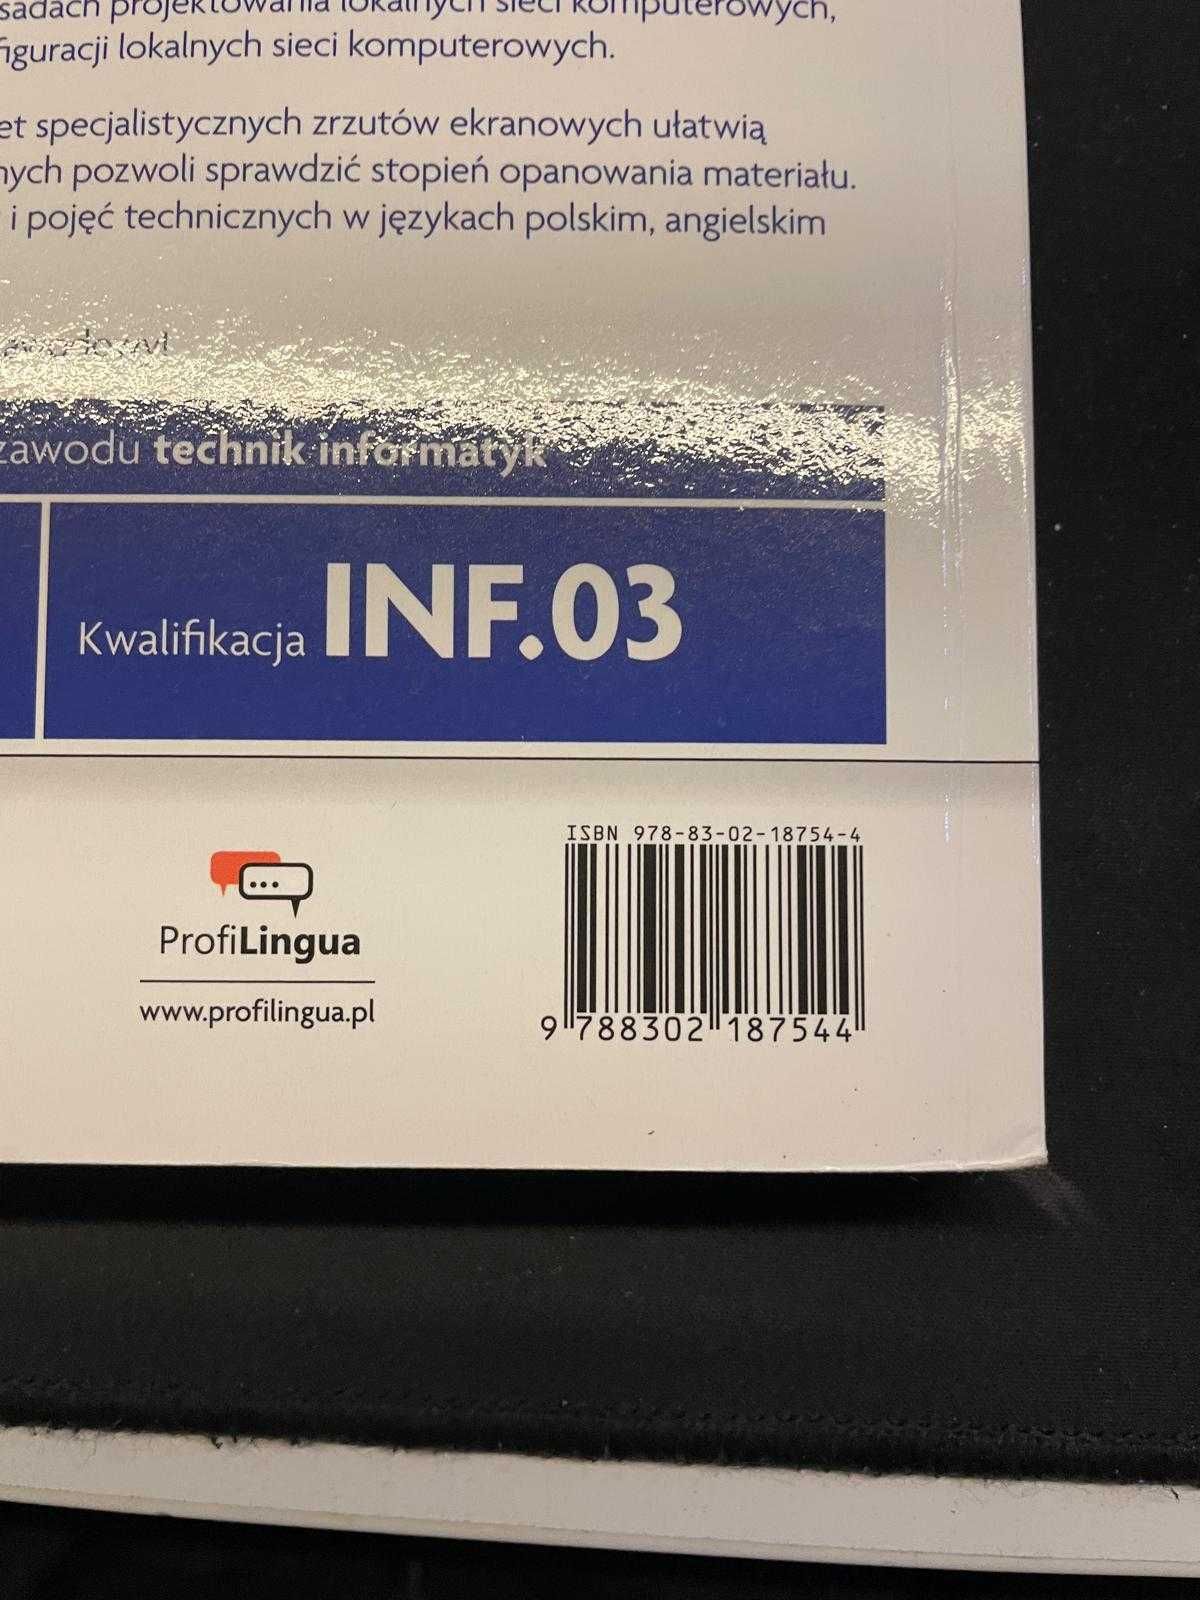 sadach projektowania lokalnych sieci komputerowych,
figuracji lokalnych sieci komputerowych.
et specjalistycznych zrzutów ekranowych ułatwią
nych pozwoli sprawdzić stopień opanowania materiału.
i pojęć technicznych w językach polskim, angielskim
zawodu technik informatyk
Kwalifikacja INF.03
ISBN 978-83-02-18754-4
ProfiLingua
www.profilingua.pl
9 788302 187544